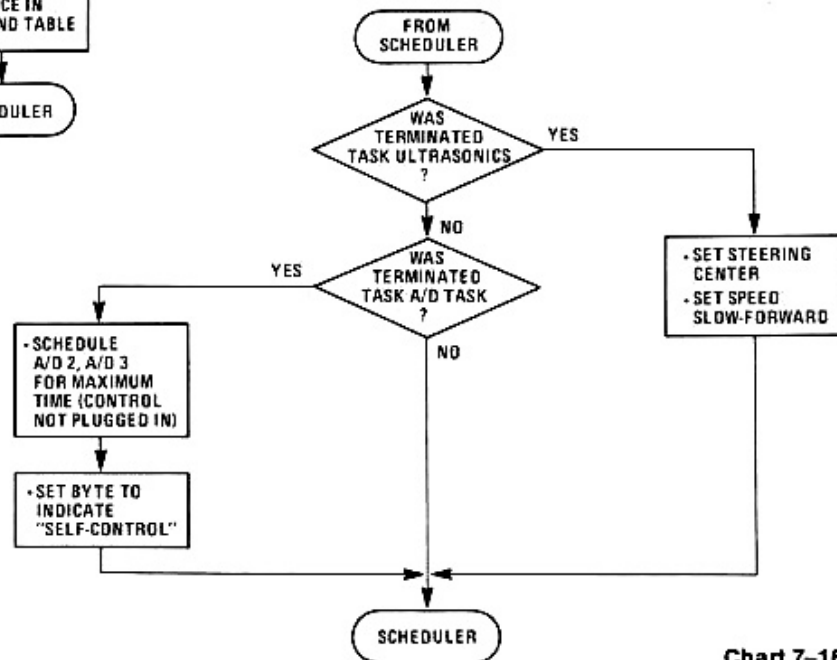 CE IN
ND TABLE
DULER
FROM
SCHEDULER
WAS
TERMINATED
TASK ULTRASONICS
?
YES
NO
WAS
TERMINATED
TASK A/D TASK
?
YES
NO
• SET STEERING
CENTER
• SET SPEED
SLOW-FORWARD
• SCHEDULE
A/D 2, A/D 3
FOR MAXIMUM
TIME (CONTROL
NOT PLUGGED IN)
• SET BYTE TO
INDICATE
"SELF-CONTROL"
SCHEDULER
Chart 7–16